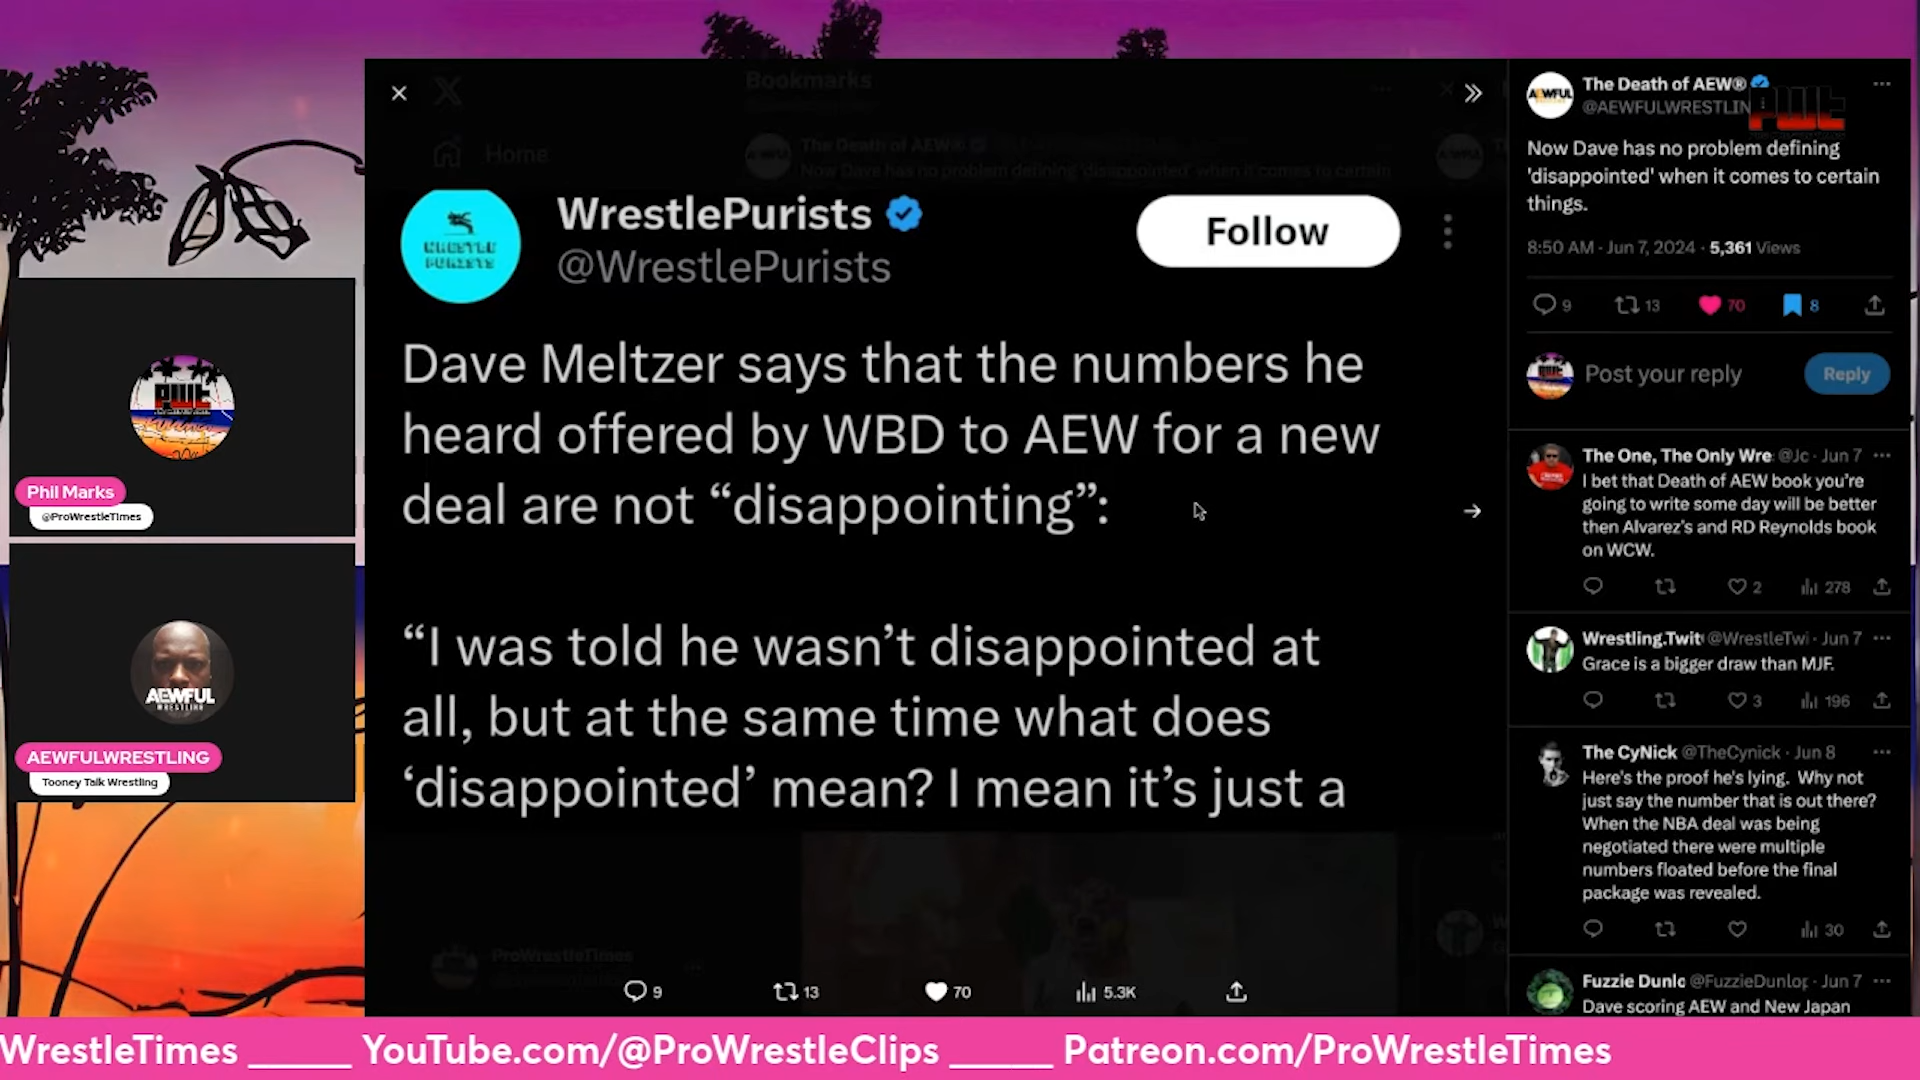 Bookmarks
Home
The Death of AEW®
Now Dave has no problem defining 'disappointed' when it comes to certain
WRESTLE
PURISTS
WrestlePurists
@WrestlePurists
Follow
Dave Meltzer says that the numbers he
heard offered by WBD to AEW for a new
deal are not “disappointing”:
“I was told he wasn’t disappointed at
all, but at the same time what does
‘disappointed’ mean? I mean it’s just a
ProWrestleTimes
9
13
70
5.3K
PWT
Phil Marks
@ProWrestleTimes
AEWFUL
WRESTLING
AEWFULWRESTLING
Tooney Talk Wrestling
AEWFUL
The Death of AEW®
@AEWFULWRESTLIN
PWT
Now Dave has no problem defining
'disappointed' when it comes to certain
things.
8:50 AM · Jun 7, 2024 · 5,361 Views
9
13
70
8
Post your reply
Reply
The One, The Only Wre @Jc · Jun 7
I bet that Death of AEW book you’re
going to write some day will be better
then Alvarez’s and RD Reynolds book
on WCW.
2
278
Wrestling.Twit @WrestleTwi · Jun 7
Grace is a bigger draw than MJF.
3
196
The CyNick @TheCynick · Jun 8
Here's the proof he's lying. Why not
just say the number that is out there?
When the NBA deal was being
negotiated there were multiple
numbers floated before the final
package was revealed.
30
Fuzzie Dunlo @FuzzieDunlop · Jun 7
Dave scoring AEW and New Japan
WrestleTimes ______ YouTube.com/@ProWrestleClips ______ Patreon.com/ProWrestleTimes